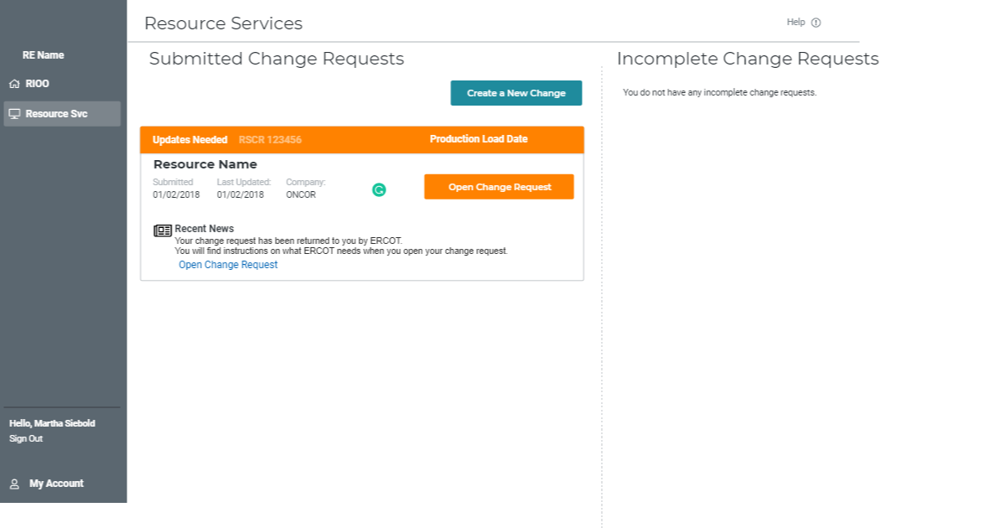 RE Name
RIOO
Resource Svc
Hello, Martha Siebold
Sign Out
My Account
Resource Services
Help
Submitted Change Requests
Create a New Change
Updates Needed RSCR 123456 Production Load Date
Resource Name
Submitted Last Updated: Company:
01/02/2018 01/02/2018 ONCOR
Open Change Request
Recent News
Your change request has been returned to you by ERCOT.
You will find instructions on what ERCOT needs when you open your change request.
Open Change Request
Incomplete Change Requests
You do not have any incomplete change requests.